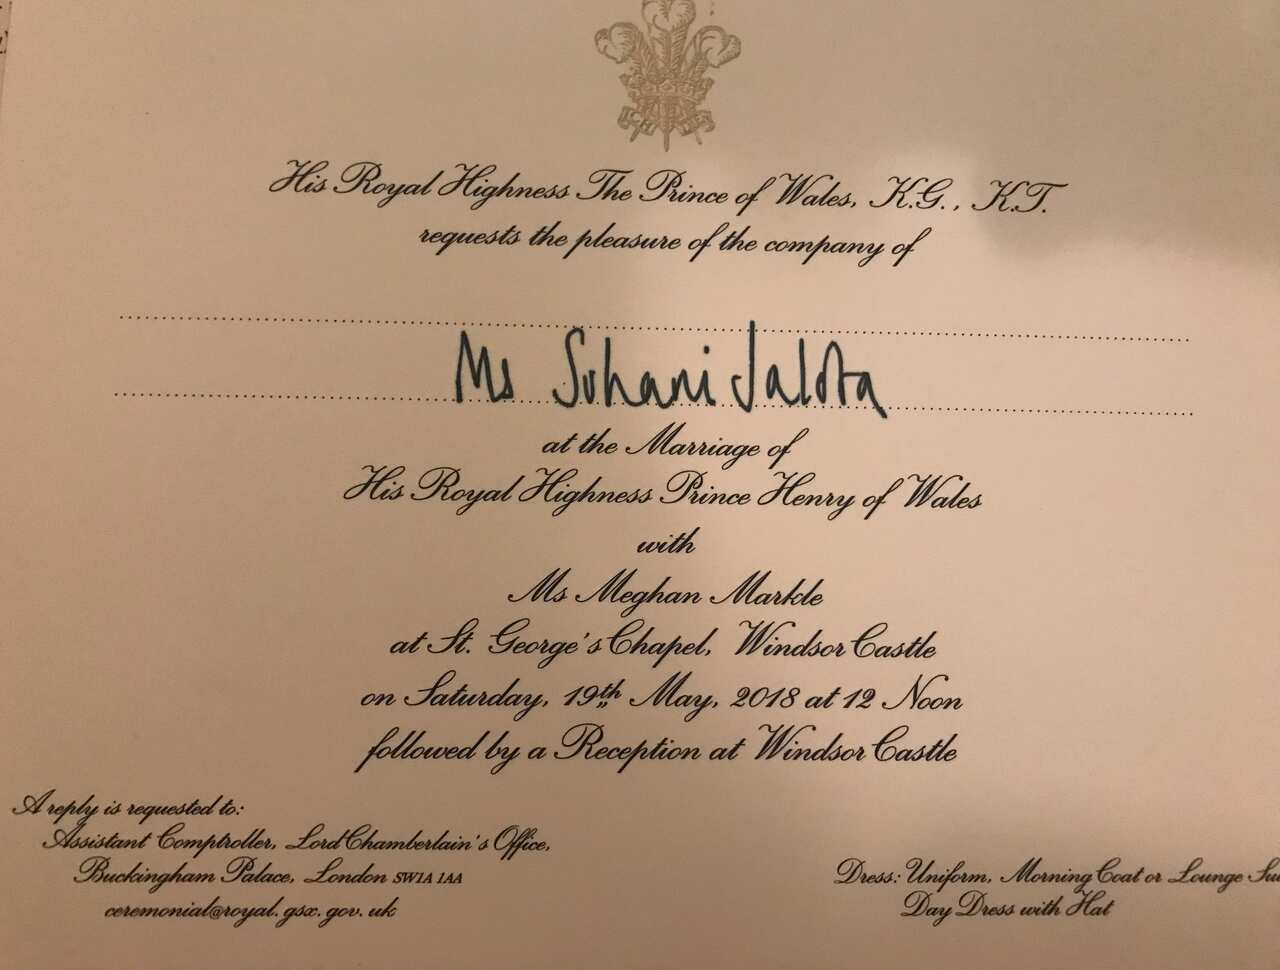 His Royal Highness The Prince of Wales, K.G., K.T.
requests the pleasure of the company of
Ms Suhani Jalota
at the Marriage of
His Royal Highness Prince Henry of Wales
with
Ms Meghan Markle
at St. George's Chapel, Windsor Castle
on Saturday, 19th May, 2018 at 12 Noon
followed by a Reception at Windsor Castle
A reply is requested to:
Assistant Comptroller, Lord Chamberlain's Office,
Buckingham Palace, London SW1A 1AA
ceremonial@royal.gsx.gov.uk
Dress: Uniform, Morning Coat or Lounge Su
Day Dress with Hat